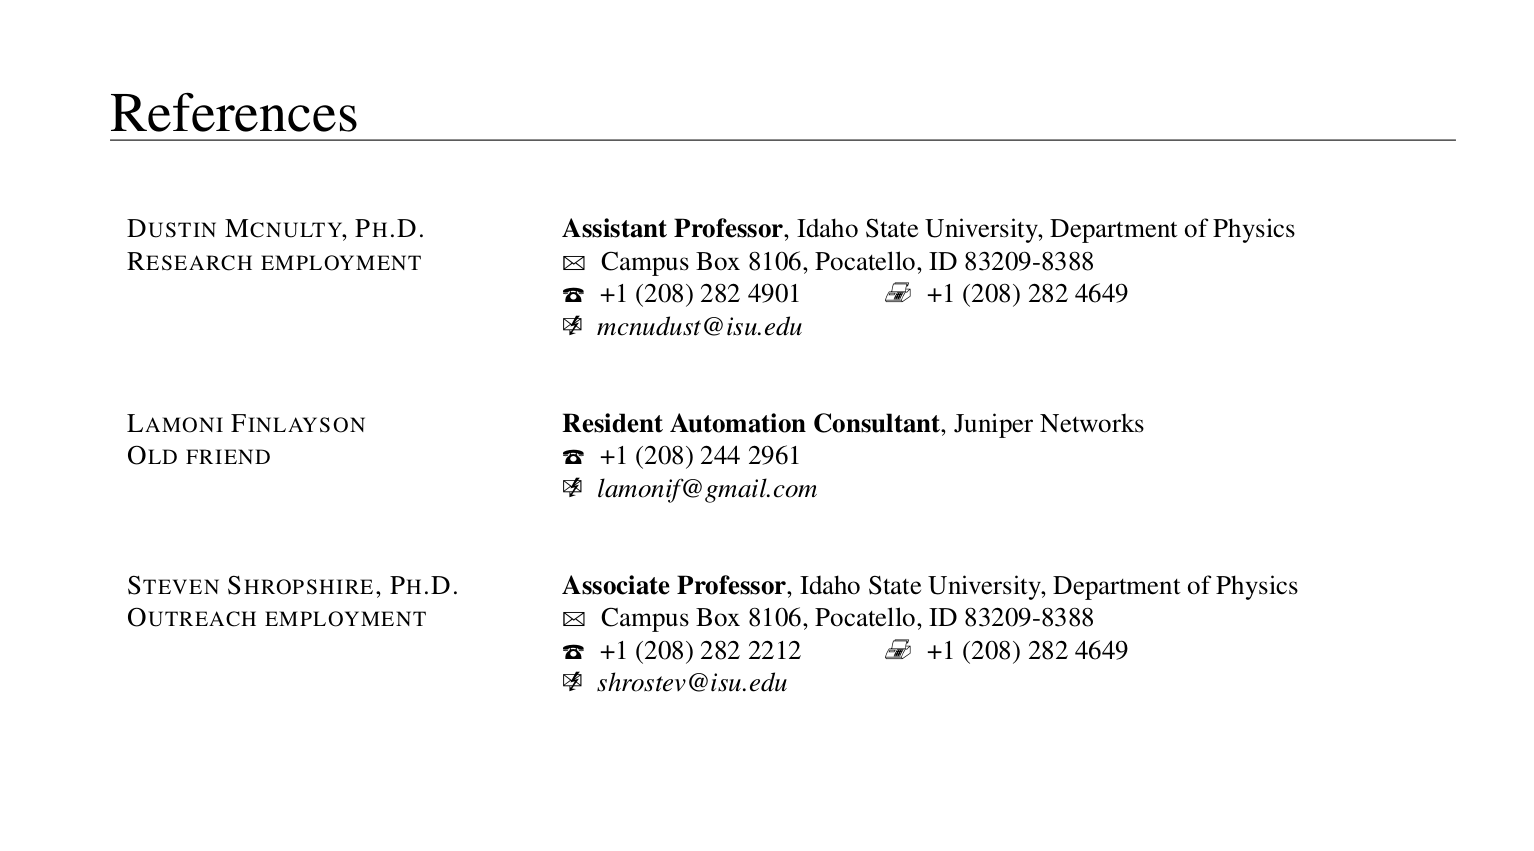 References
Dustin Mcnulty, Ph.D. Assistant Professor, Idaho State University, Department of Physics
Research employment Campus Box 8106, Pocatello, ID 83209-8388
+1 (208) 282 4901 +1 (208) 282 4649
mcnudust@isu.edu
Lamoni Finlayson Resident Automation Consultant, Juniper Networks
Old friend +1 (208) 244 2961
lamonif@gmail.com
Steven Shropshire, Ph.D. Associate Professor, Idaho State University, Department of Physics
Outreach employment Campus Box 8106, Pocatello, ID 83209-8388
+1 (208) 282 2212 +1 (208) 282 4649
shrostev@isu.edu